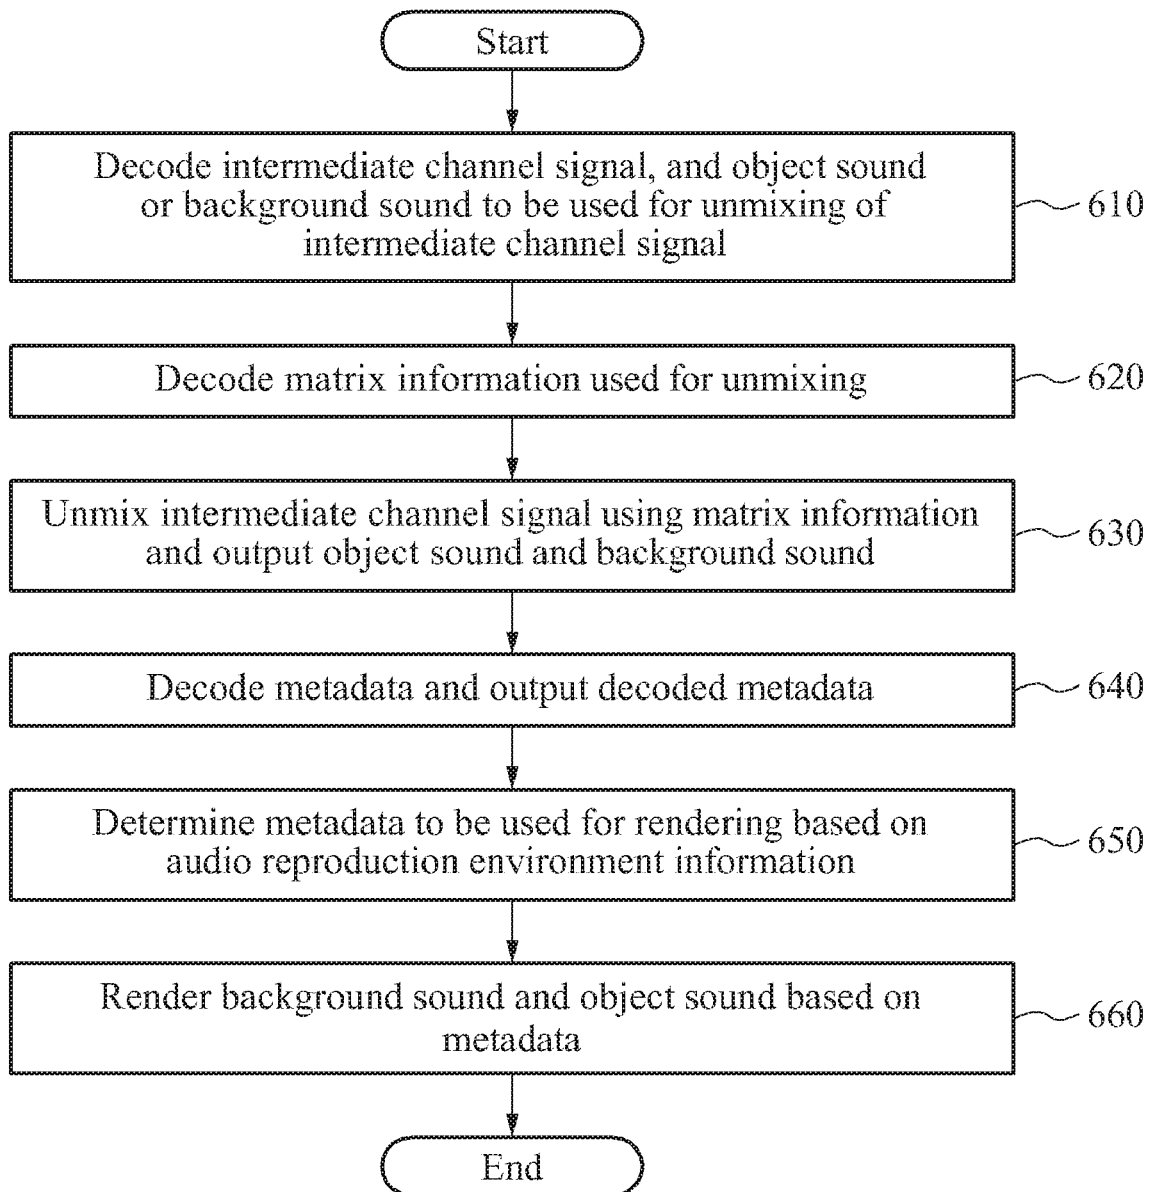 Start
Decode intermediate channel signal, and object sound
or background sound to be used for unmixing of
intermediate channel signal
610
Decode matrix information used for unmixing
620
Unmix intermediate channel signal using matrix information
and output object sound and background sound
630
Decode metadata and output decoded metadata
640
Determine metadata to be used for rendering based on
audio reproduction environment information
650
Render background sound and object sound based on
metadata
660
End